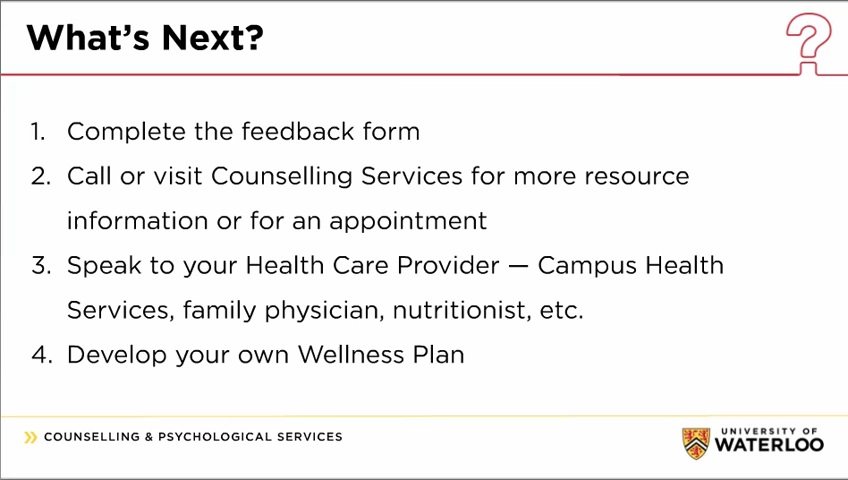 What's Next?
1. Complete the feedback form
2. Call or visit Counselling Services for more resource
information or for an appointment
3. Speak to your Health Care Provider — Campus Health
Services, family physician, nutritionist, etc.
4. Develop your own Wellness Plan
COUNSELLING & PSYCHOLOGICAL SERVICES
UNIVERSITY OF
WATERLOO